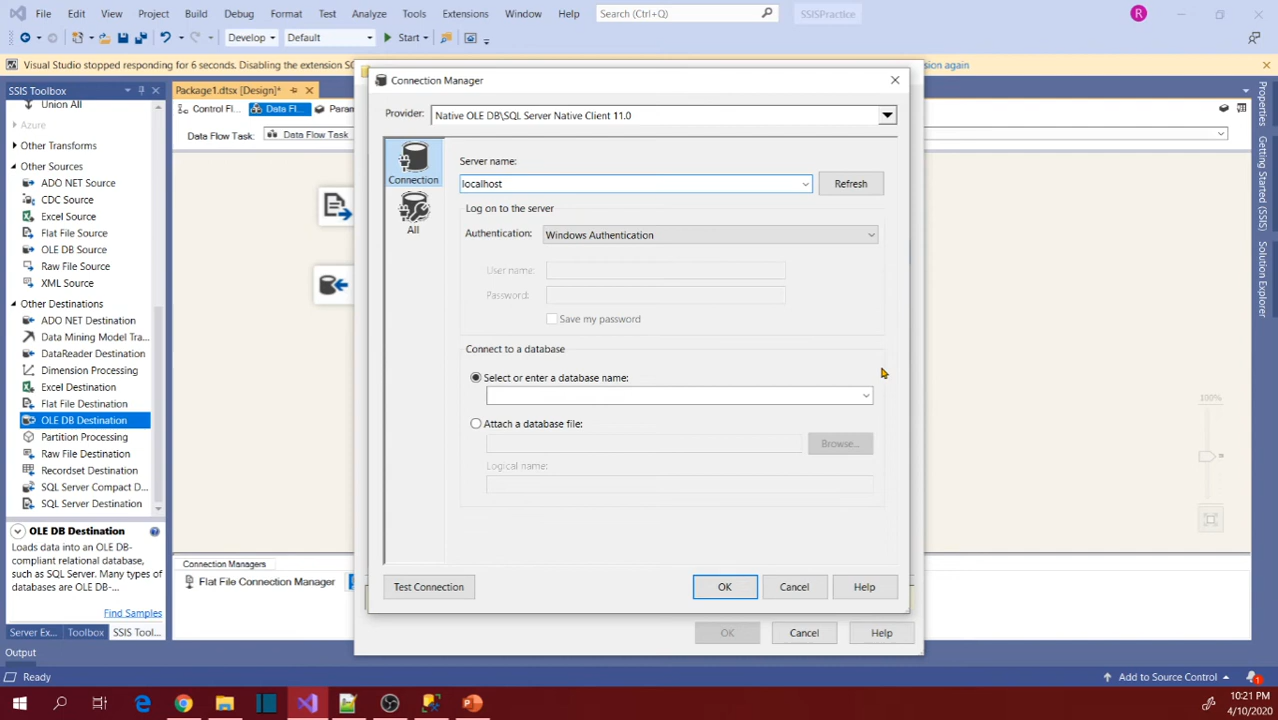 File Edit View Project Build Debug Format Test Analyze Tools Extensions Window Help Search (Ctrl+Q) SSISPractice R
Develop Default Start
Visual Studio stopped responding for 6 seconds. Disabling the extension SQ
sion again
SSIS Toolbox
Package1.dtsx [Design]*
Union All
Control Fl...
Data Fl...
Param
Azure
Data Flow Task:
Data Flow Task
Other Transforms
Other Sources
ADO NET Source
CDC Source
Excel Source
Flat File Source
OLE DB Source
Raw File Source
XML Source
Other Destinations
ADO NET Destination
Data Mining Model Tra...
DataReader Destination
Dimension Processing
Excel Destination
Flat File Destination
OLE DB Destination
Partition Processing
Raw File Destination
Recordset Destination
SQL Server Compact D...
SQL Server Destination
OLE DB Destination
Loads data into an OLE DB-
compliant relational database,
such as SQL Server. Many types of
databases are OLE DB-
Find Samples
Server Ex...
Toolbox
SSIS Tool...
Connection Managers
Flat File Connection Manager
Connection Manager
Provider:
Native OLE DB\SQL Server Native Client 11.0
Connection
All
Server name:
localhost
Refresh
Log on to the server
Authentication:
Windows Authentication
User name:
Password:
Save my password
Connect to a database
Select or enter a database name:
Attach a database file:
Browse...
Logical name:
Test Connection
OK
Cancel
Help
OK
Cancel
Help
100%
Properties
Getting Started (SSIS)
Solution Explorer
Output
Ready
Add to Source Control
1
10:21 PM
4/10/2020